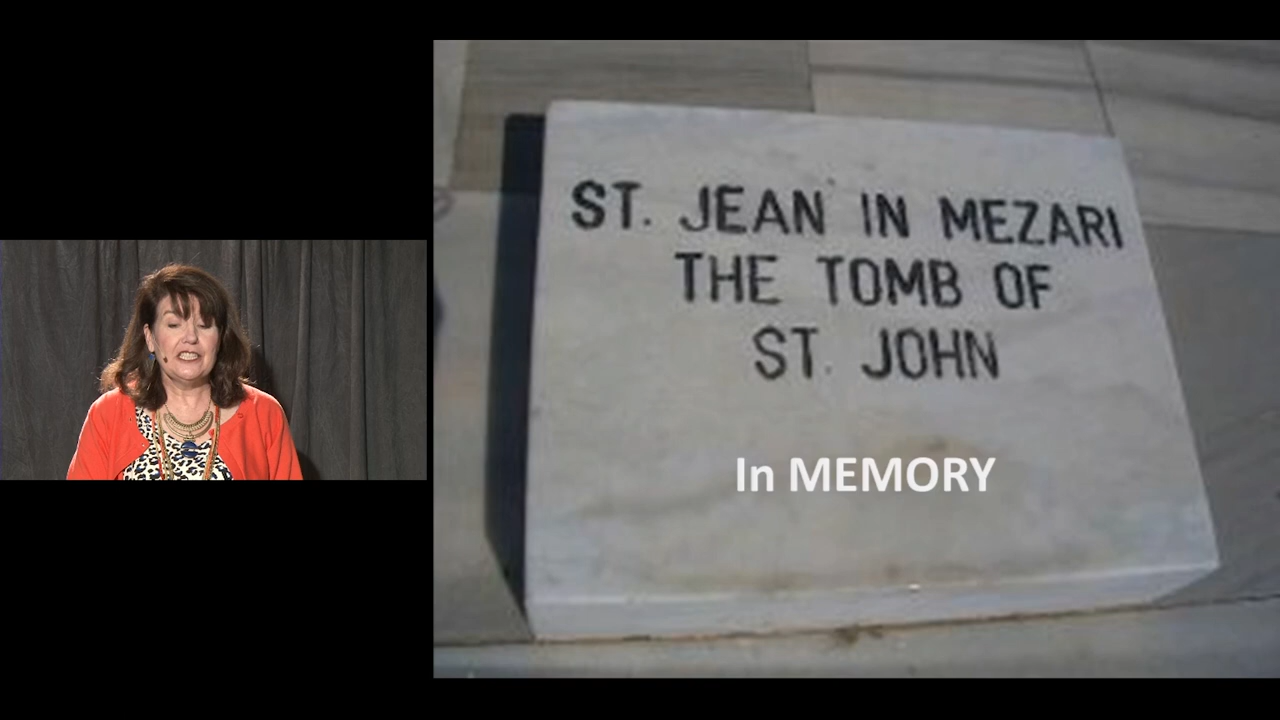 ST. JEAN IN MEZARI
THE TOMB OF
ST. JOHN
In MEMORY